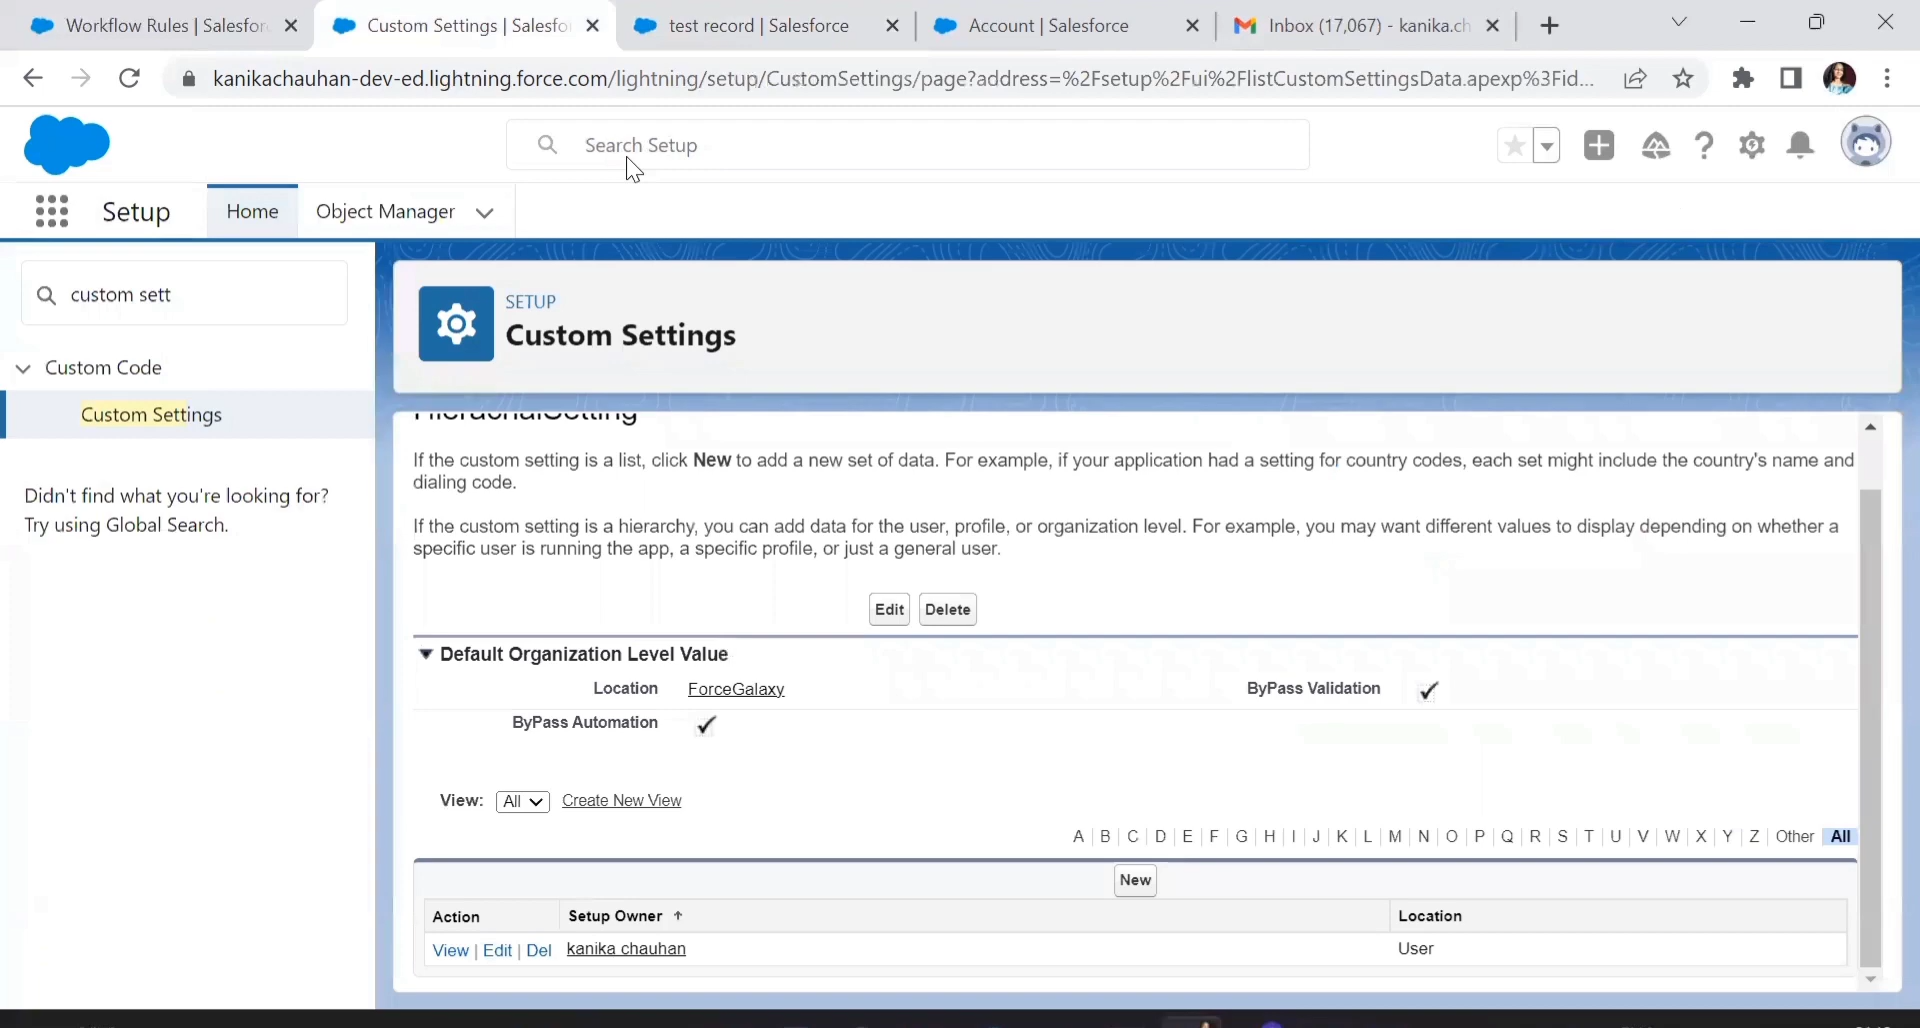 Workflow Rules | Salesfor
Custom Settings | Salesfo
test record | Salesforce
Account | Salesforce
Inbox (17,067) - kanika.ch
kanikachauhan-dev-ed.lightning.force.com/lightning/setup/CustomSettings/page?address=%2Fsetup%2Fui%2FlistCustomSettingsData.apexp%3Fid...
Search Setup
Setup
Home
Object Manager
custom sett
Custom Code
Custom Settings
Didn't find what you're looking for?
Try using Global Search.
SETUP
Custom Settings
If the custom setting is a list, click New to add a new set of data. For example, if your application had a setting for country codes, each set might include the country's name and
dialing code.
If the custom setting is a hierarchy, you can add data for the user, profile, or organization level. For example, you may want different values to display depending on whether a
specific user is running the app, a specific profile, or just a general user.
Edit Delete
Default Organization Level Value
Location ForceGalaxy ByPass Validation
ByPass Automation
View: All Create New View
A | B | C | D | E | F | G | H | I | J | K | L | M | N | O | P | Q | R | S | T | U | V | W | X | Y | Z | Other | All
New
Action Setup Owner Location
View | Edit | Del kanika chauhan User